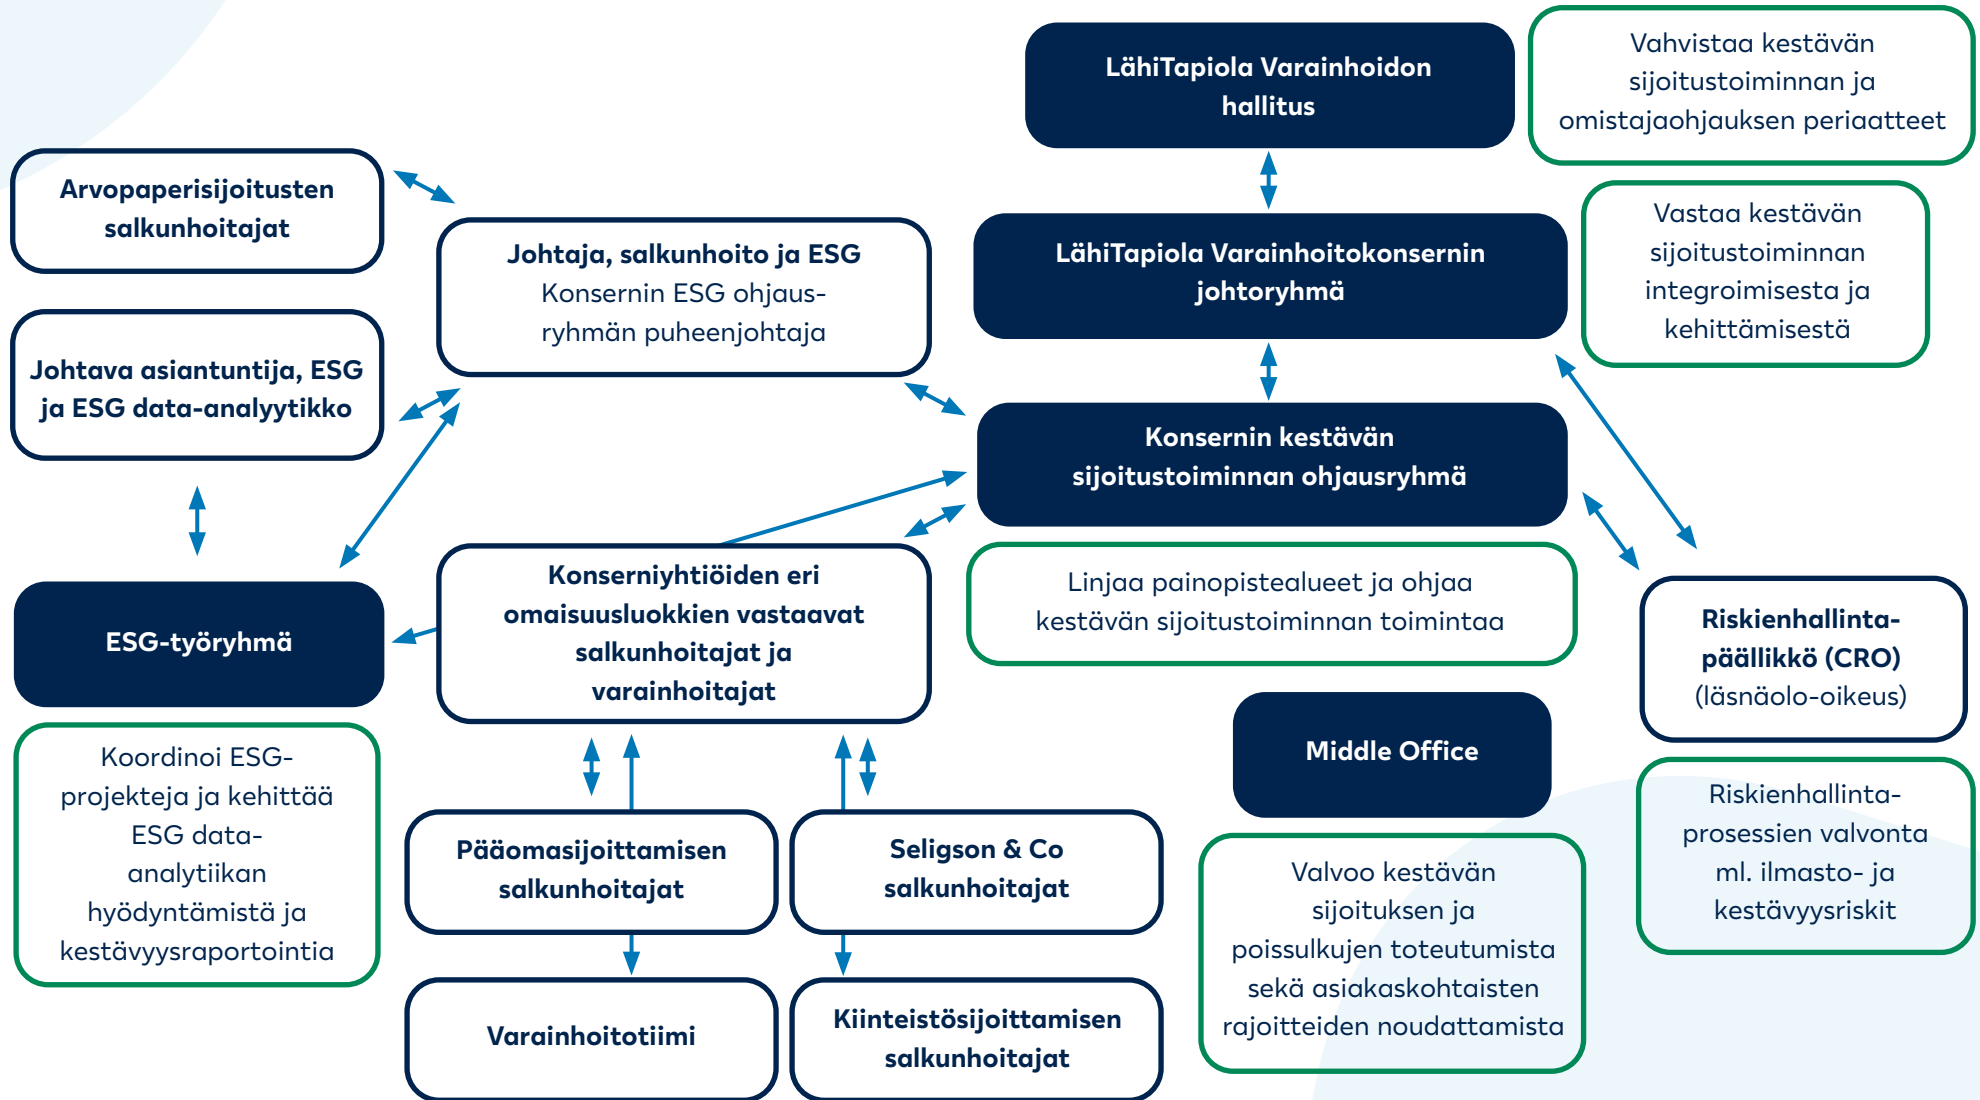 LähiTapiola Varainhoidon
hallitus
Vahvistaa kestävän
sijoitustoiminnan ja
omistajaohjauksen periaatteet
Arvopaperisijoitusten
salkunhoitajat
Johtaja, salkunhoito ja ESG
Konsernin ESG ohjaus-
ryhmän puheenjohtaja
LähiTapiola Varainhoitokonsernin
johtoryhmä
Vastaa kestävän
sijoitustoiminnan
integroimisesta ja
kehittämisestä
Johtava asiantuntija, ESG
ja ESG data-analyytikko
Konsernin kestävän
sijoitustoiminnan ohjausryhmä
Linjaa painopistealueet ja ohjaa
kestävän sijoitustoiminnan toimintaa
ESG-työryhmä
Konserniyhtiöiden eri
omaisuusluokkien vastaavat
salkunhoitajat ja
varainhoitajat
Riskienhallinta-
päällikkö (CRO)
(läsnäolo-oikeus)
Koordinoi ESG-
projekteja ja kehittää
ESG data-
analytiikan
hyödyntämistä ja
kestävyysraportointia
Middle Office
Riskienhallinta-
prosessien valvonta
ml. ilmasto- ja
kestävyysriskit
Pääomasijoittamisen
salkunhoitajat
Seligson & Co
salkunhoitajat
Valvoo kestävän
sijoituksen ja
poissulkujen toteutumista
sekä asiakaskohtaisten
rajoitteiden noudattamista
Varainhoitotiimi
Kiinteistösijoittamisen
salkunhoitajat